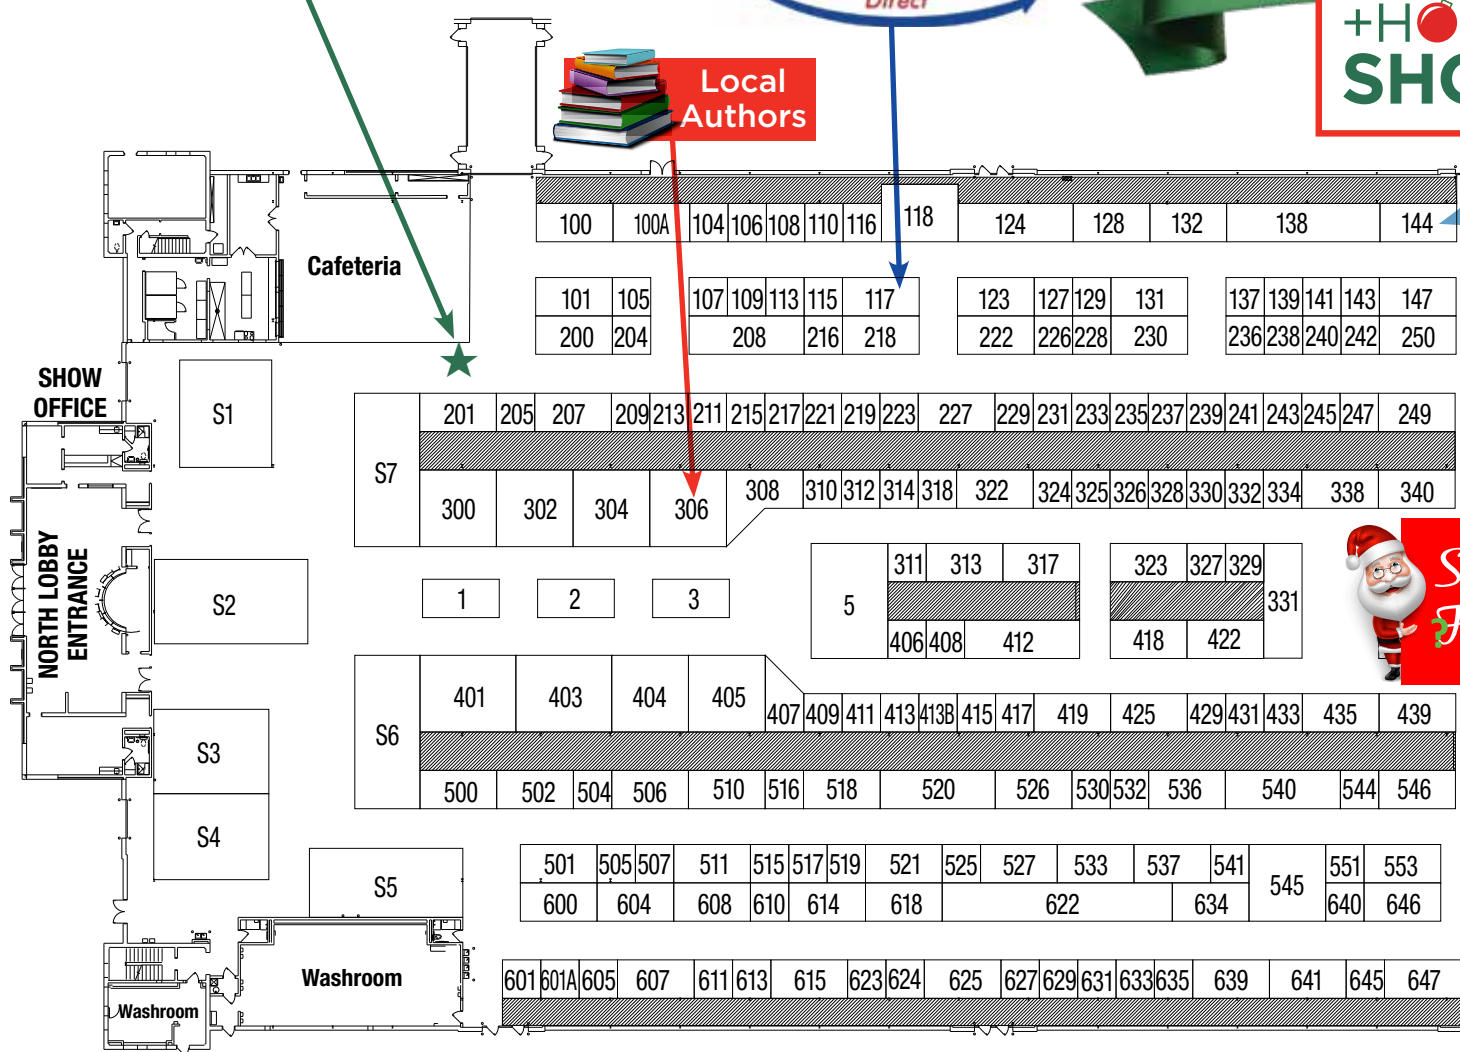 Direct
+HO
SHO
Local
Authors
100 100A 104 106 108 110 116 118 124 128 132 138 144
Cafeteria
101 105 107 109 113 115 117 123 127 129 131 137 139 141 143 147
200 204 208 216 218 222 226 228 230 236 238 240 242 250
SHOW
OFFICE
S1
201 205 207 209 213 211 215 217 221 219 223 227 229 231 233 235 237 239 241 243 245 247 249
S7
300 302 304 306 308 310 312 314 318 322 324 325 326 328 330 332 334 338 340
NORTH LOBBY
ENTRANCE
S2
1 2 3 5
311 313 317 323 327 329 331
406 408 412 418 422
401 403 404 405 407 409 411 413 413B 415 417 419 425 429 431 433 435 439
S6
S3
500 502 504 506 510 516 518 520 526 530 532 536 540 544 546
S4
S5
501 505 507 511 515 517 519 521 525 527 533 537 541 545 551 553
600 604 608 610 614 618 622 634 640 646
Washroom
601 601A 605 607 611 613 615 623 624 625 627 629 631 633 635 639 641 645 647
Washroom